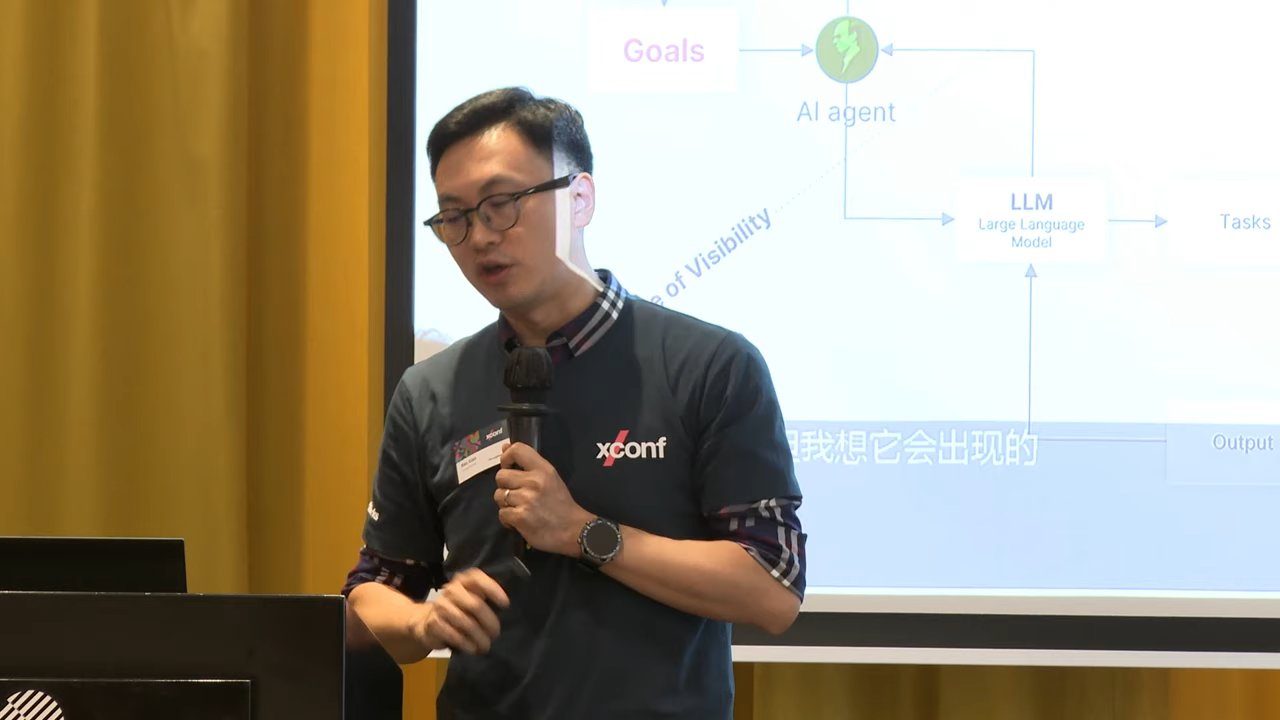 Goals
AI agent
LLM
Large Language
Model
Tasks
e of Visibility
但我想它会出现的
Output
xconf
xconf